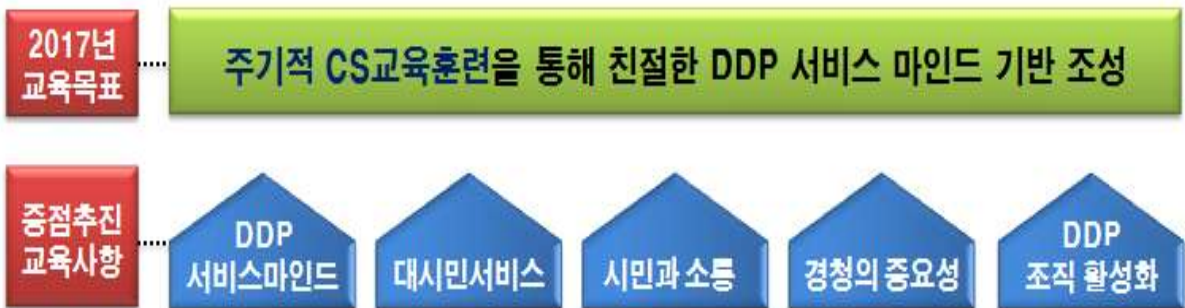 2017년
교육목표
주기적 CS교육훈련을 통해 친절한 DDP 서비스 마인드 기반 조성
중점추진
교육사항
DDP
서비스마인드
대시민서비스
시민과 소통
경청의 중요성
DDP
조직 활성화